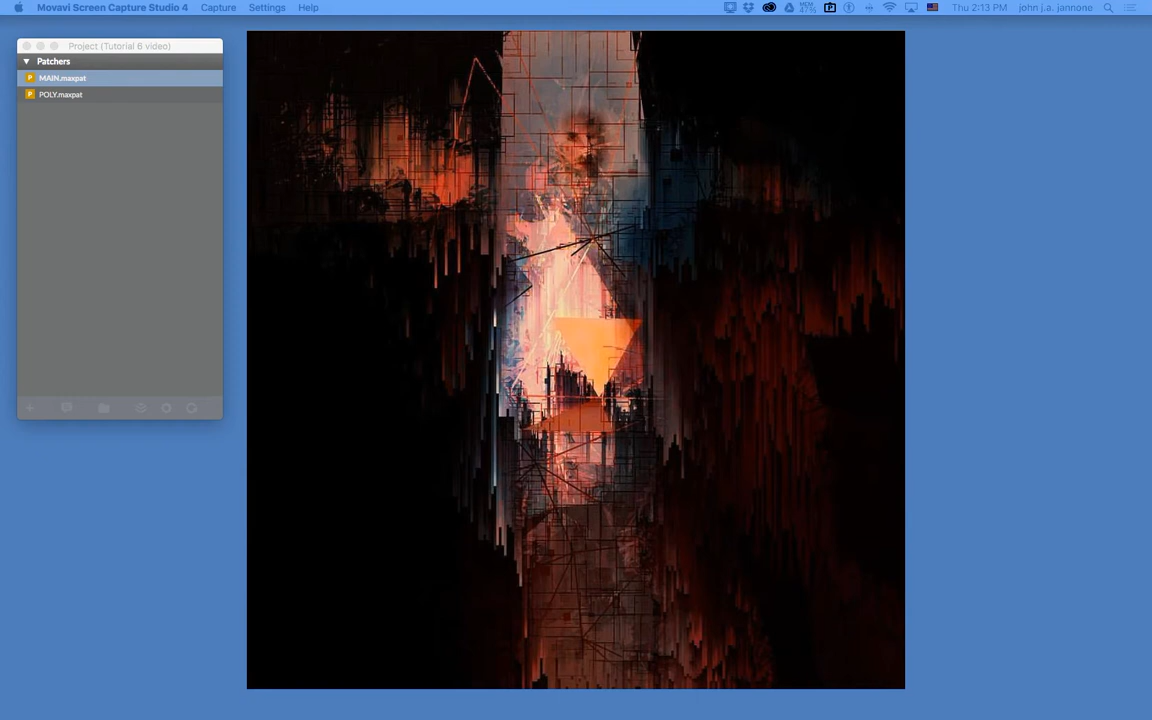 Movavi Screen Capture Studio 4 Capture Settings Help Thu 2:13 PM john j.a. jannone
Project (Tutorial 6 video)
Patchers
MAIN.maxpat
POLY.maxpat